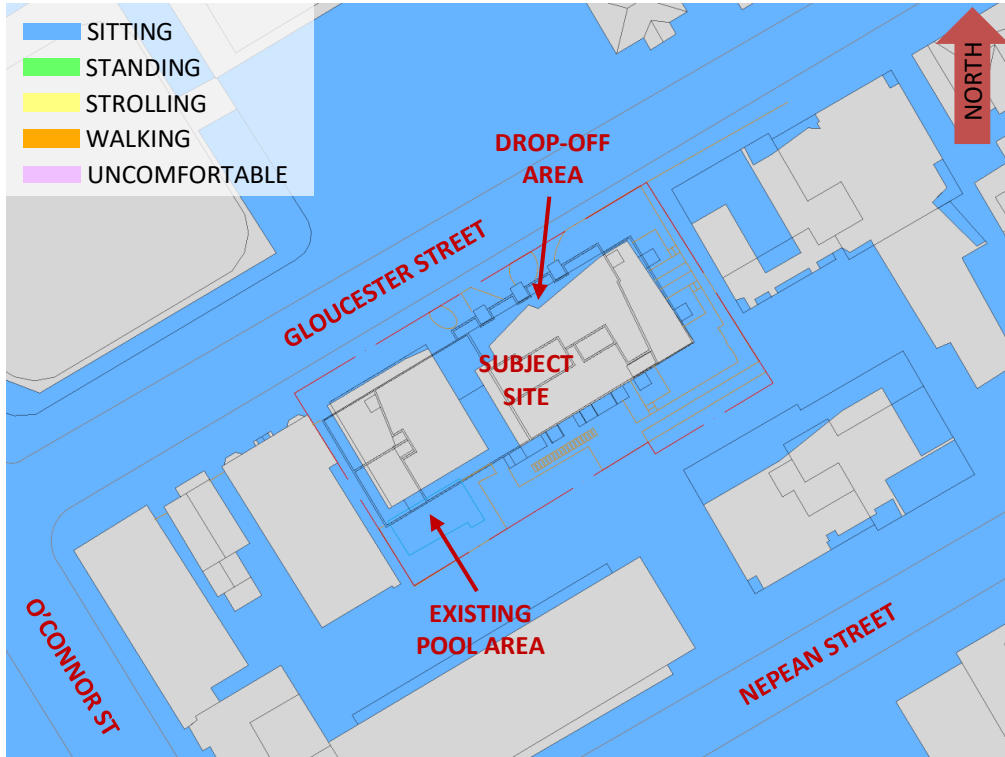 SITTING
STANDING
STROLLING
WALKING
UNCOMFORTABLE
NORTH
DROP-OFF
AREA
GLOUCESTER STREET
SUBJECT
SITE
EXISTING
POOL AREA
O'CONNOR ST
NEPEAN STREET